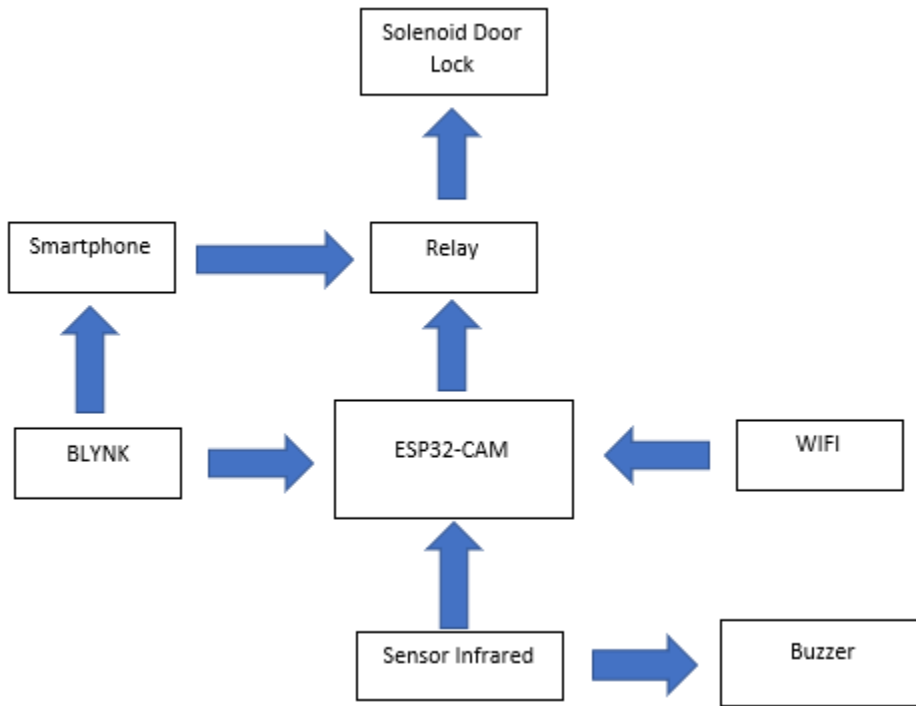 Solenoid Door
Lock
Smartphone
Relay
BLYNK
ESP32-CAM
WIFI
Sensor Infrared
Buzzer